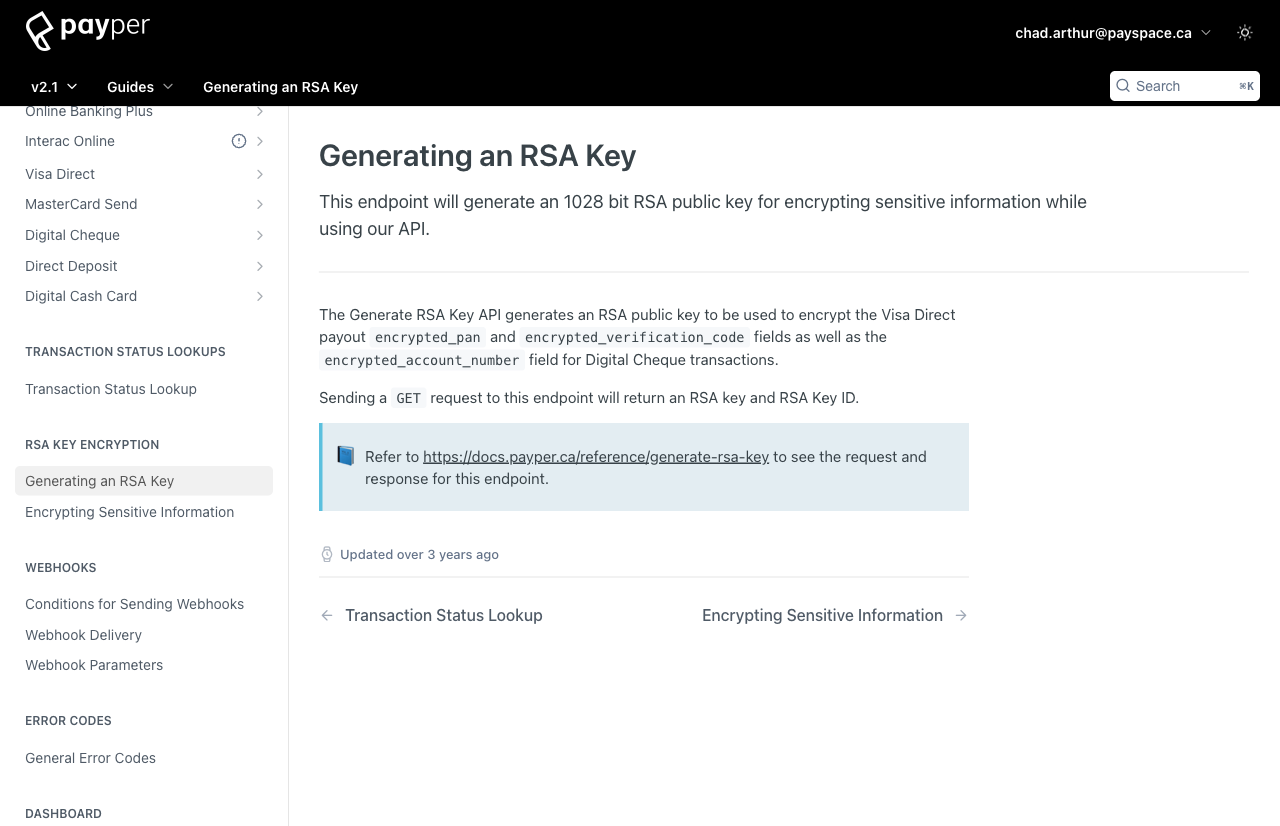 payper
chad.arthur@payspace.ca
v2.1 Guides Generating an RSA Key
Search ⌘K
Online Banking Plus
Interac Online
Visa Direct
MasterCard Send
Digital Cheque
Direct Deposit
Digital Cash Card
TRANSACTION STATUS LOOKUPS
Transaction Status Lookup
RSA KEY ENCRYPTION
Generating an RSA Key
Encrypting Sensitive Information
WEBHOOKS
Conditions for Sending Webhooks
Webhook Delivery
Webhook Parameters
ERROR CODES
General Error Codes
DASHBOARD
Generating an RSA Key
This endpoint will generate an 1028 bit RSA public key for encrypting sensitive information while
using our API.
The Generate RSA Key API generates an RSA public key to be used to encrypt the Visa Direct
payout encrypted_pan and encrypted_verification_code fields as well as the
encrypted_account_number field for Digital Cheque transactions.
Sending a GET request to this endpoint will return an RSA key and RSA Key ID.
Refer to https://docs.payper.ca/reference/generate-rsa-key to see the request and
response for this endpoint.
Updated over 3 years ago
← Transaction Status Lookup
Encrypting Sensitive Information →